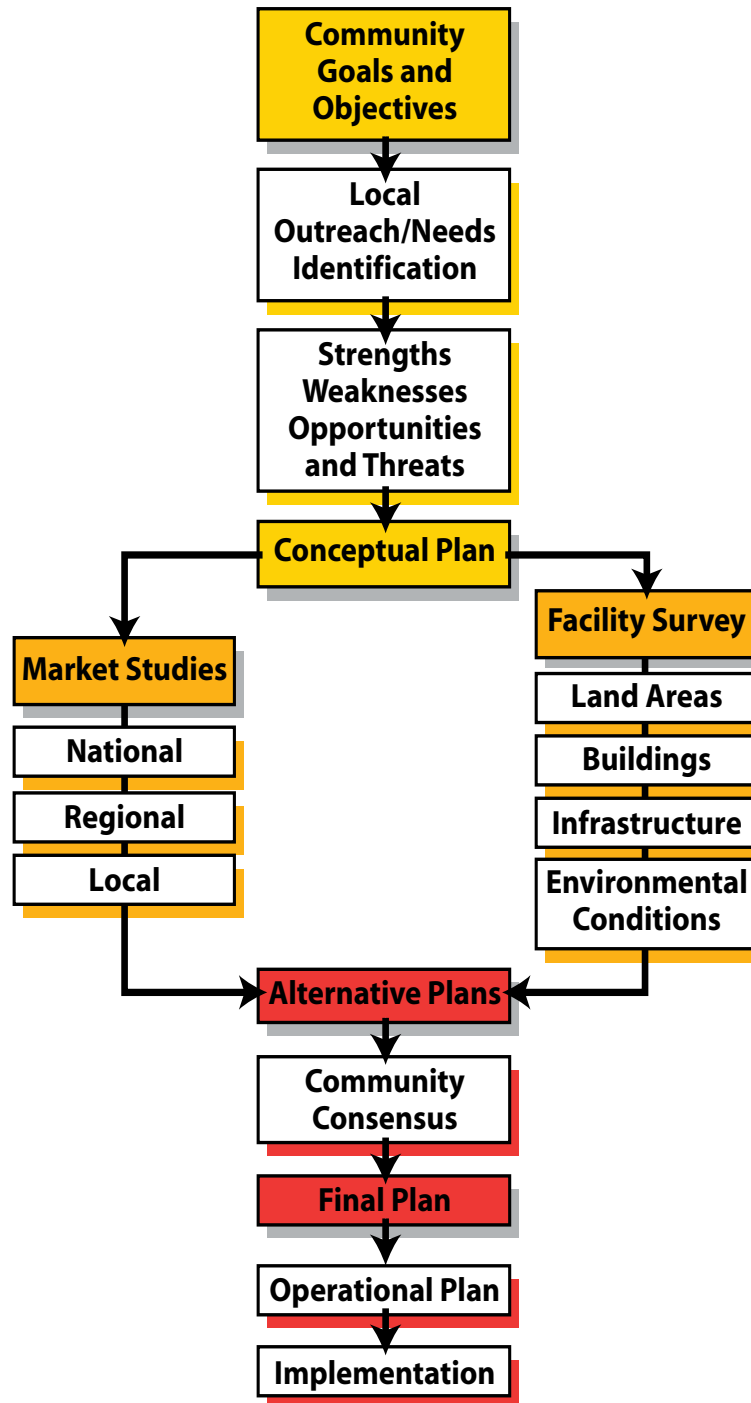 Community
Goals and
Objectives
Local
Outreach/Needs
Identification
Strengths
Weaknesses
Opportunities
and Threats
Conceptual Plan
Market Studies
National
Regional
Local
Facility Survey
Land Areas
Buildings
Infrastructure
Environmental
Conditions
Alternative Plans
Community
Consensus
Final Plan
Operational Plan
Implementation